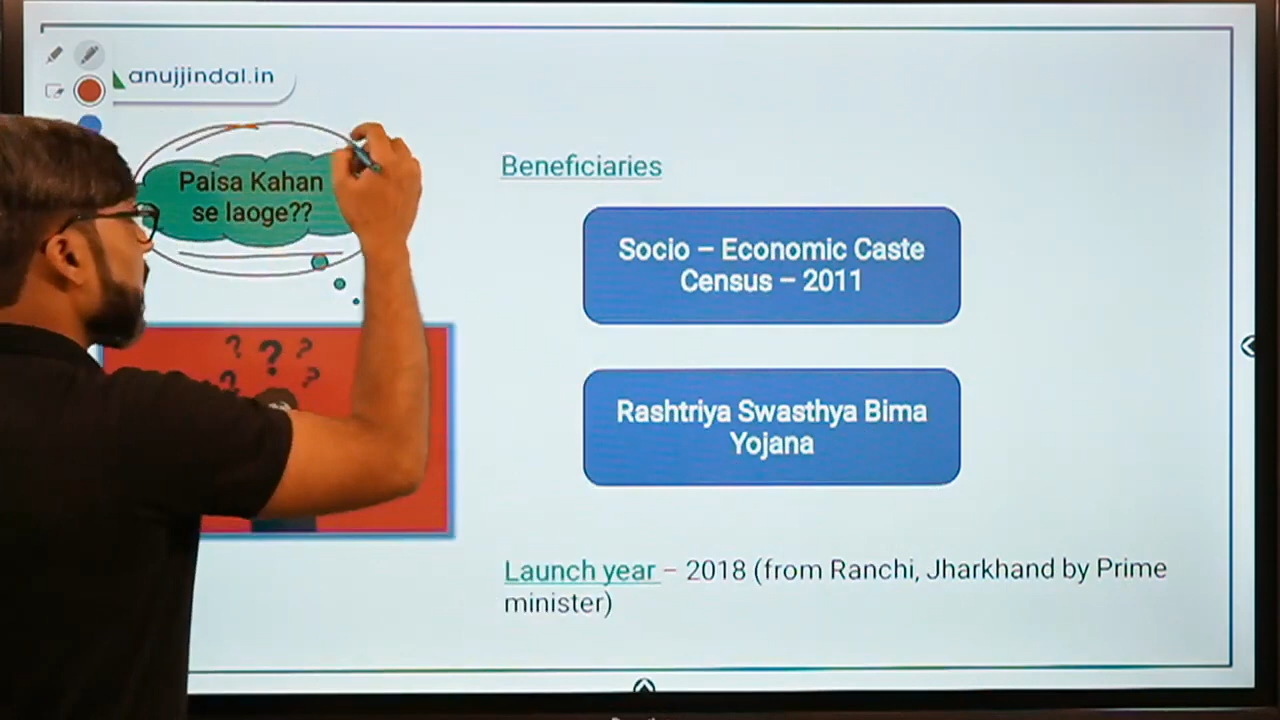 anujjindal.in
Paisa Kahan
se laoge??
? ? ?
? ?
Beneficiaries
Socio – Economic Caste
Census – 2011
Rashtriya Swasthya Bima
Yojana
Launch year – 2018 (from Ranchi, Jharkhand by Prime
minister)